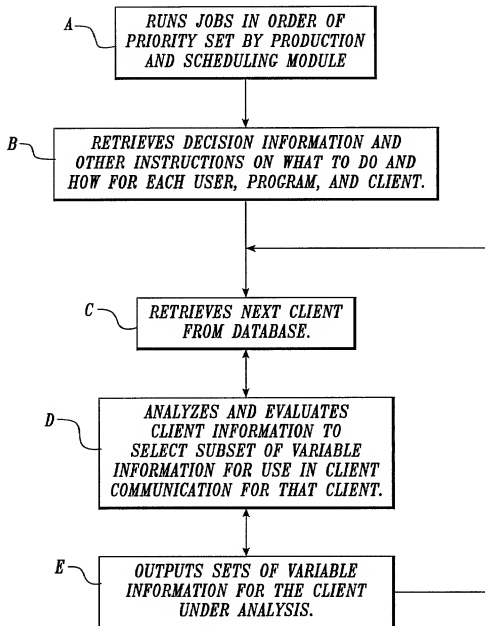 A
RUNS JOBS IN ORDER OF
PRIORITY SET BY PRODUCTION
AND SCHEDULING MODULE
B
RETRIEVES DECISION INFORMATION AND
OTHER INSTRUCTIONS ON WHAT TO DO AND
HOW FOR EACH USER, PROGRAM, AND CLIENT.
C
RETRIEVES NEXT CLIENT
FROM DATABASE.
D
ANALYZES AND EVALUATES
CLIENT INFORMATION TO
SELECT SUBSET OF VARIABLE
INFORMATION FOR USE IN CLIENT
COMMUNICATION FOR THAT CLIENT.
E
OUTPUTS SETS OF VARIABLE
INFORMATION FOR THE CLIENT
UNDER ANALYSIS.